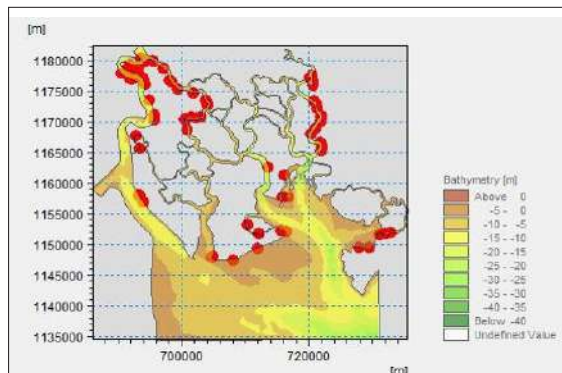 [m]
1180000
1175000
1170000
1165000
1160000
1155000
1150000
1145000
1140000
1135000
700000 720000
[m]
Bathymetry [m]
Above 0
-5 - 0
-10 - -5
-15 - -10
-20 - -15
-25 - -20
-30 - -25
-35 - -30
-40 - -35
Below -40
Undefined Value